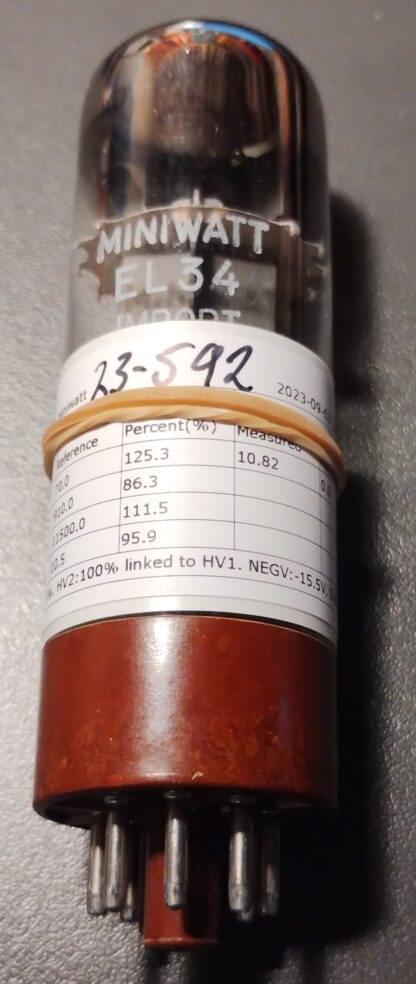 MINIWATT
EL34
IMPORT
23-592
2023-09-
Reference Percent(%) Measured
70.0 125.3 10.82
910.0 86.3
11500.0 111.5
10.5 95.9
HV2:100% linked to HV1. NEGV:-15.5V